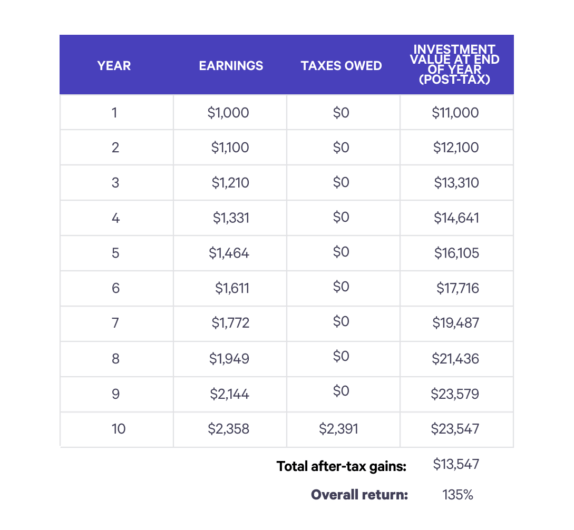 YEAR EARNINGS TAXES OWED INVESTMENT VALUE AT END OF YEAR (POST-TAX)
1 $1,000 $0 $11,000
2 $1,100 $0 $12,100
3 $1,210 $0 $13,310
4 $1,331 $0 $14,641
5 $1,464 $0 $16,105
6 $1,611 $0 $17,716
7 $1,772 $0 $19,487
8 $1,949 $0 $21,436
9 $2,144 $0 $23,579
10 $2,358 $2,391 $23,547
Total after-tax gains: $13,547
Overall return: 135%